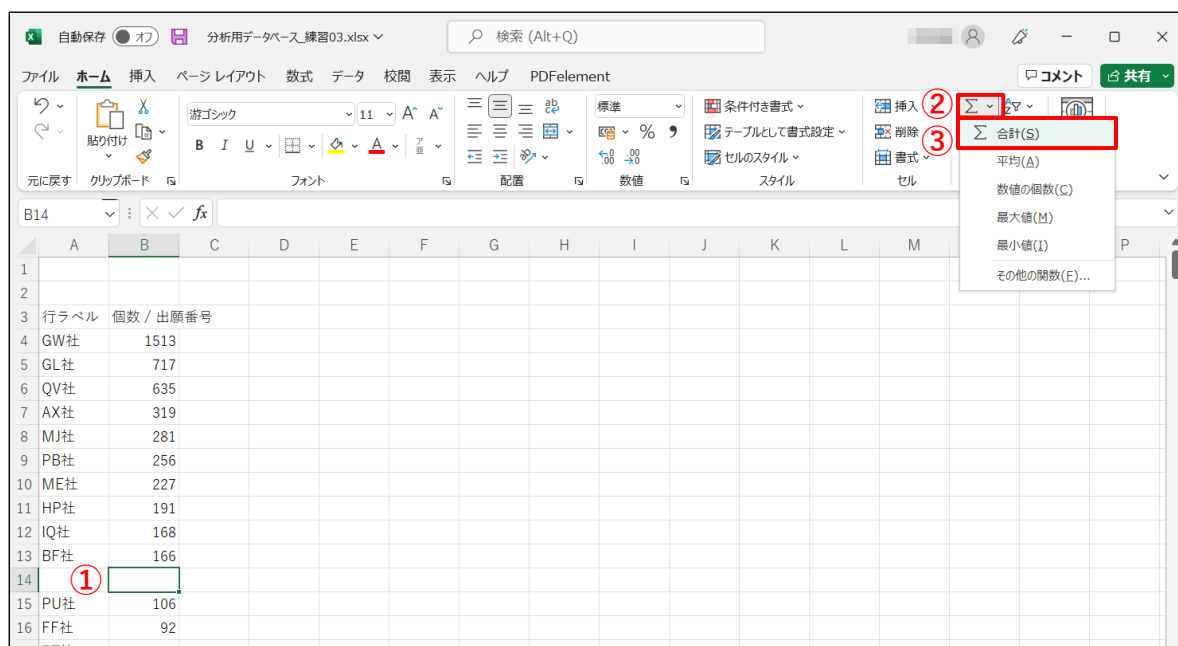 自動保存 オフ 分析用データベース_練習03.xlsx 検索 (Alt+Q)
ファイル ホーム 挿入 ページ レイアウト 数式 データ 校閲 表示 ヘルプ PDFelement コメント 共有
貼り付け 游ゴシック 11 A A ab 標準 条件付き書式 挿入 ② Σ
B I U A ア 亜 % テーブルとして書式設定 削除 ③ Σ 合計(S)
セルのスタイル 書式 平均(A)
元に戻す クリップボード フォント 配置 数値 スタイル セル 数値の個数(C)
B14 fx 最大値(M)
A B C D E F G H I J K L M P 最小値(I)
その他の関数(F)...
1
2
3 行ラベル 個数 / 出願番号
4 GW社 1513
5 GL社 717
6 QV社 635
7 AX社 319
8 MJ社 281
9 PB社 256
10 ME社 227
11 HP社 191
12 IQ社 168
13 BF社 166
14 ①
15 PU社 106
16 FF社 92